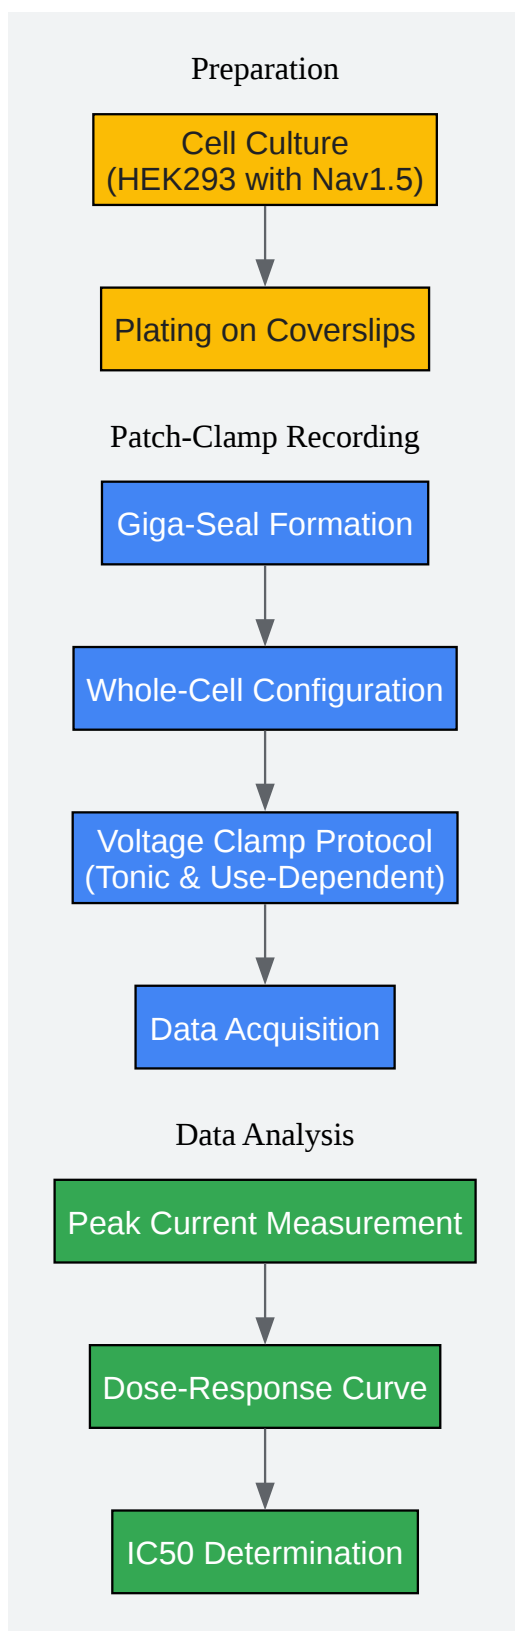 Preparation
Cell Culture
(HEK293 with Nav1.5)
Plating on Coverslips
Patch-Clamp Recording
Giga-Seal Formation
Whole-Cell Configuration
Voltage Clamp Protocol
(Tonic & Use-Dependent)
Data Acquisition
Data Analysis
Peak Current Measurement
Dose-Response Curve
IC50 Determination